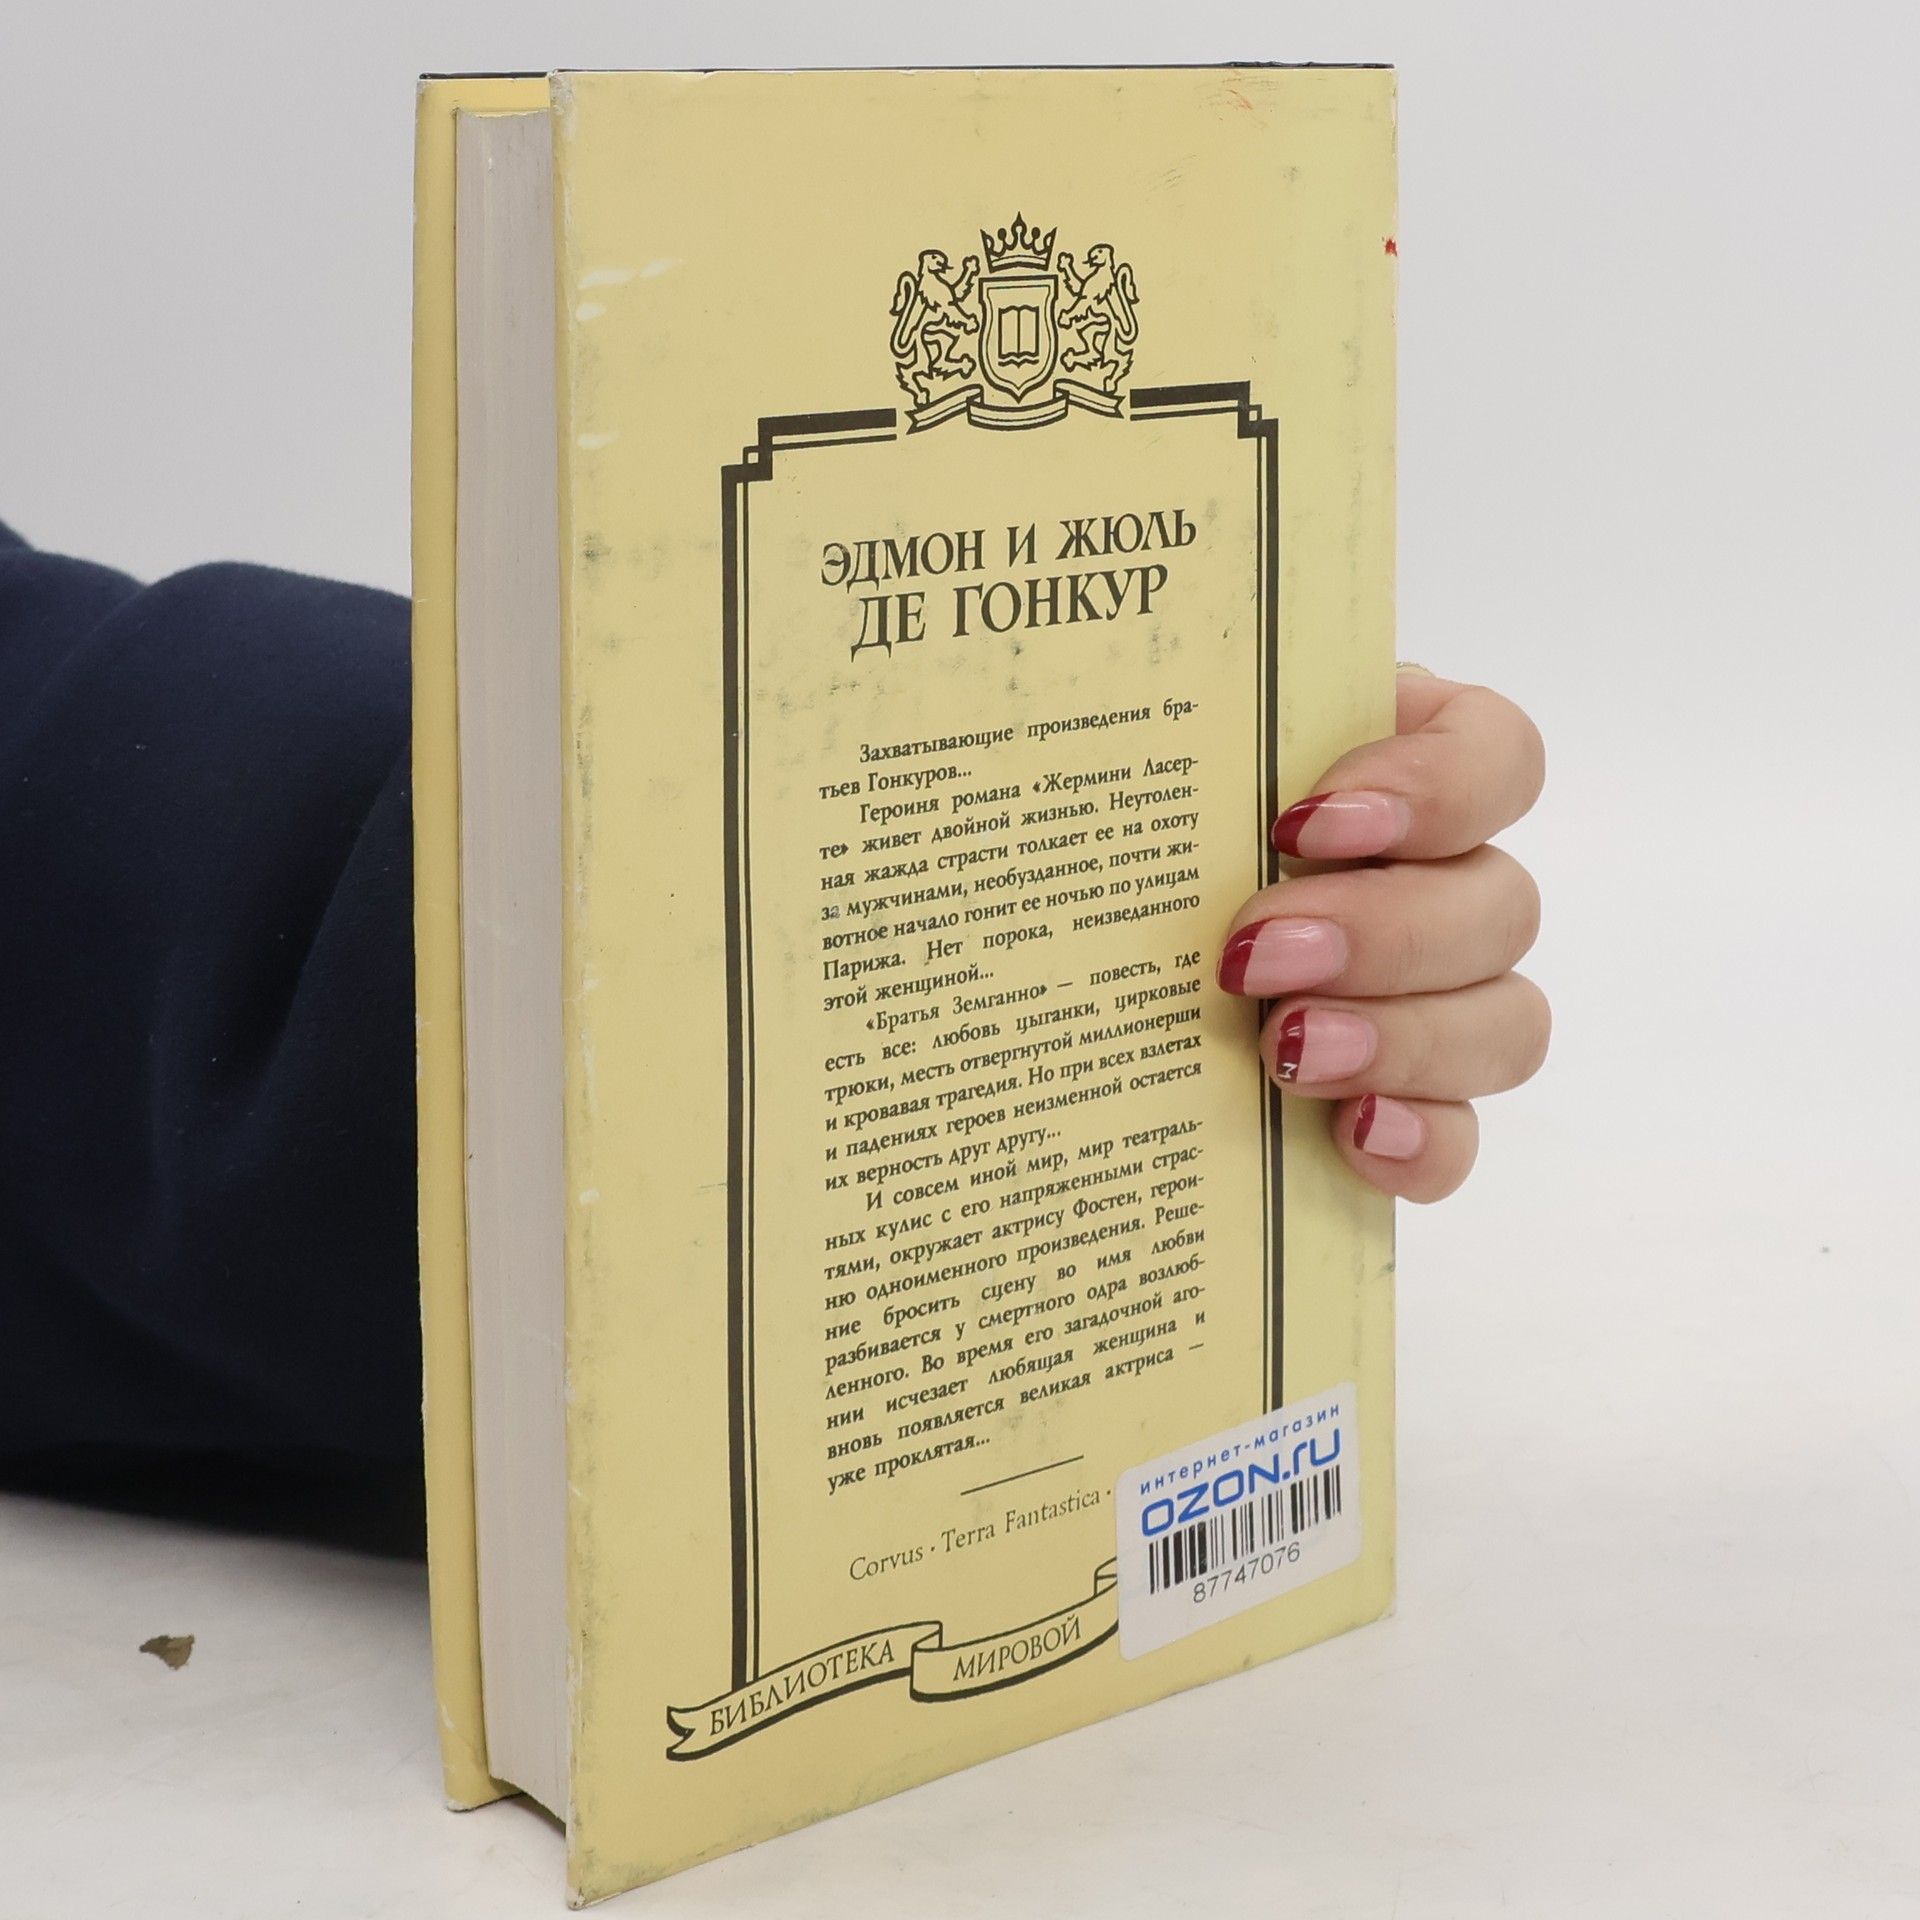 ЭДМОН И ЖЮЛЬ
ДЕ ГОНКУР
Захватывающие произведения бра-
тьев Гонкуров...
Героиня романа «Жермини Ласер-
те» живет двойной жизнью. Неутолен-
ная жажда страсти толкает ее на охоту
за мужчинами, необузданное, почти жи-
вотное начало гонит ее ночью по улицам
Парижа. Нет порока, неизведанного
этой женщиной...
«Братья Земганно» — повесть, где
есть все: любовь цыганки, цирковые
трюки, месть отвергнутой миллионерши
и кровавая трагедия. Но при всех взлетах
и падениях героев неизменной остается
их верность друг другу...
И совсем иной мир, мир театраль-
ных кулис с его напряженными страс-
тями, окружает актрису Фостен, герои-
ню одноименного произведения. Реше-
ние бросить сцену во имя любви
разбивается у смертного одра возлюб-
ленного. Во время его загадочной аго-
нии исчезает любящая женщина и
вновь появляется великая актриса —
уже проклятая...
Corvus · Terra Fantastica ·
интернет-магазин
OZON.RU
87747076
БИБЛИОТЕКА МИРОВОЙ